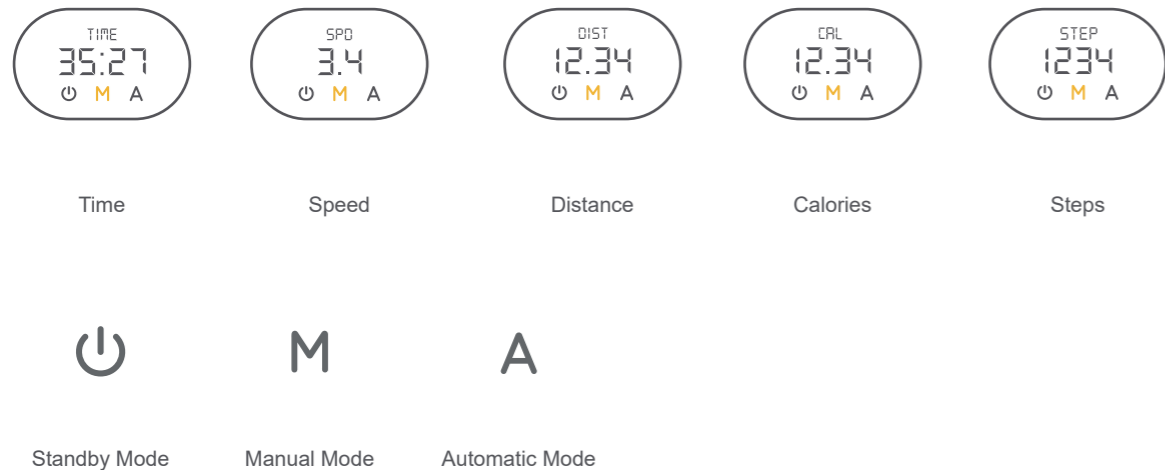 TIME SPD DIST CAL STEP
35:27 3.4 12.34 12.34 1234
M A M A M A M A M A
Time Speed Distance Calories Steps
M A
Standby Mode Manual Mode Automatic Mode